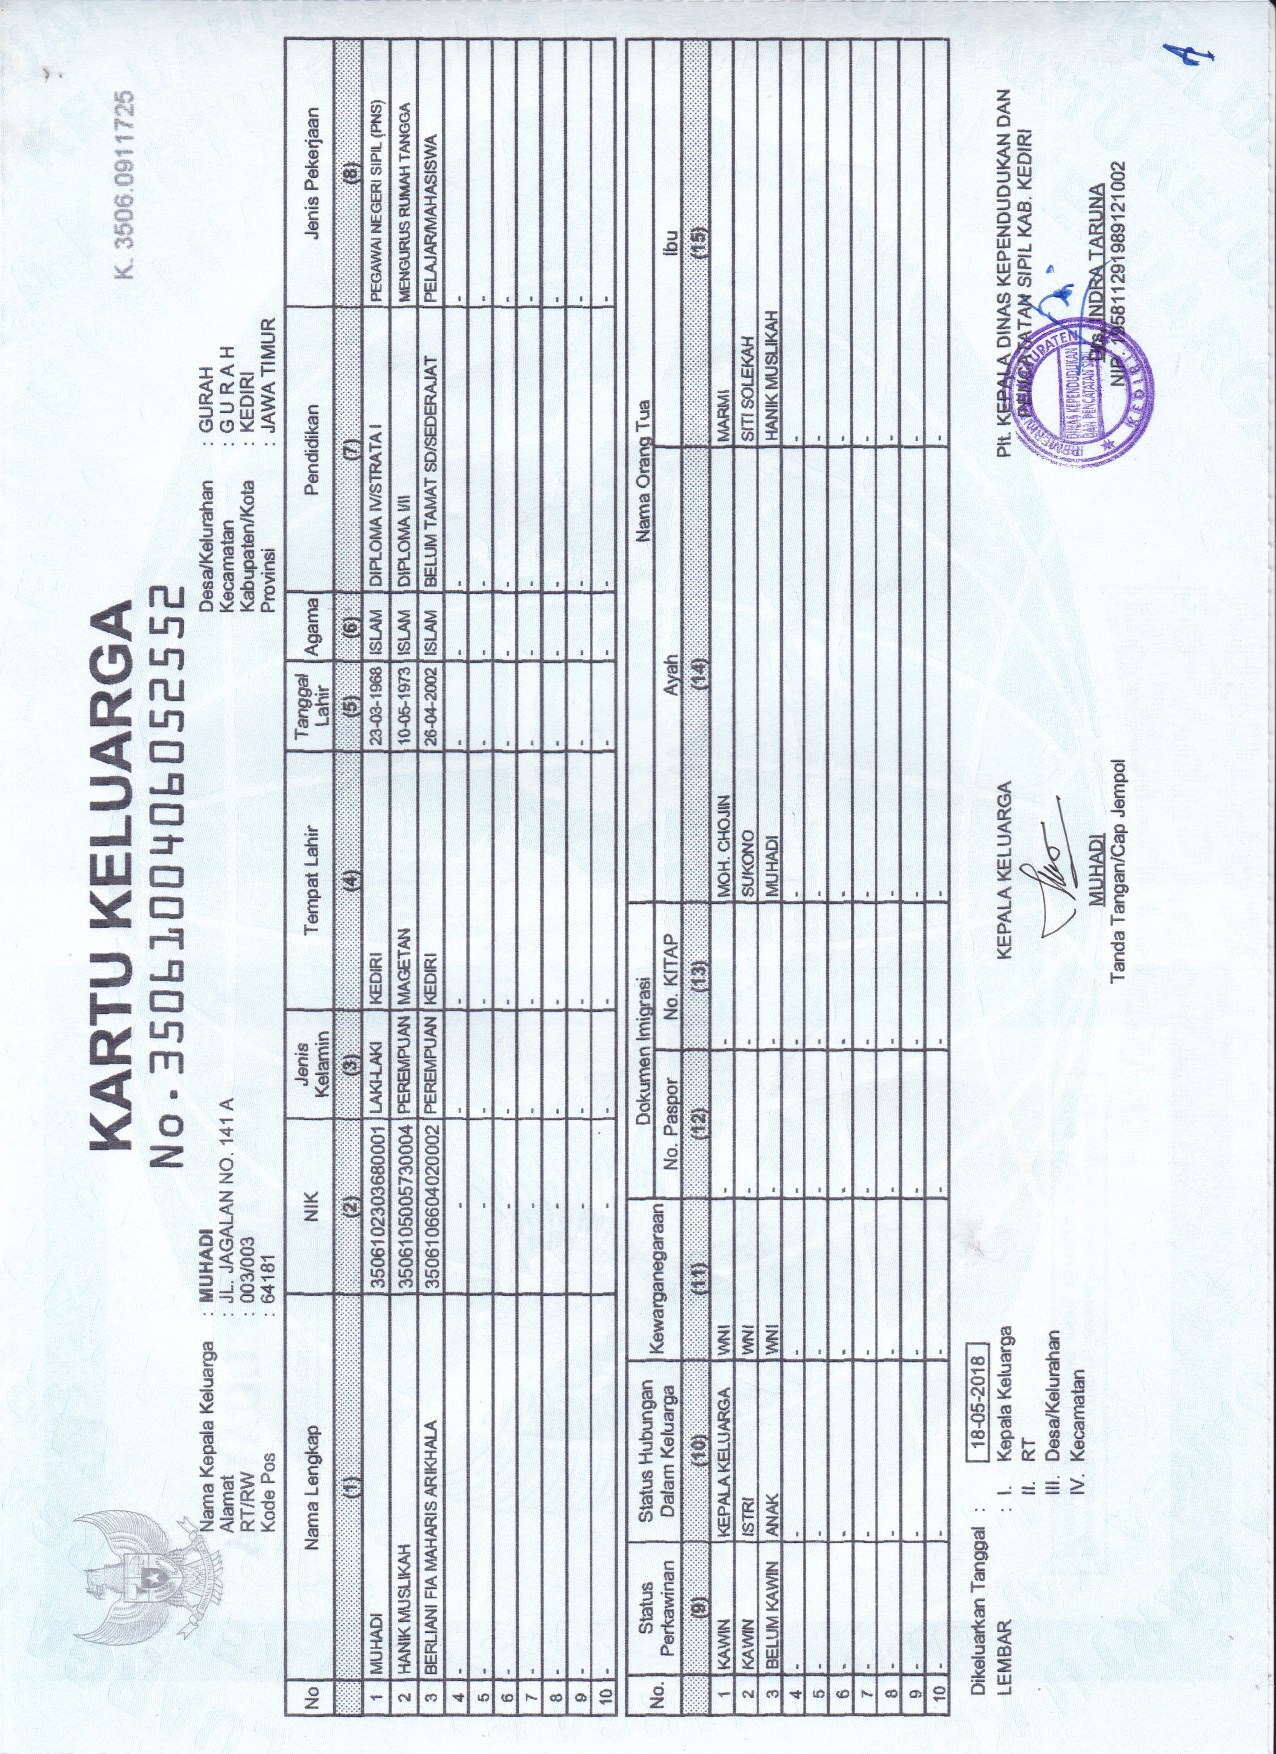 KARTU KELUARGA
No. 3506100406052552
K. 3506.0911725
Nama Kepala Keluarga : MUHADI
Alamat : JL. JAGALAN NO. 141 A
RT/RW : 003/003
Kode Pos : 64181
Desa/Kelurahan : GURAH
Kecamatan : G U R A H
Kabupaten/Kota : KEDIRI
Provinsi : JAWA TIMUR
No Nama Lengkap NIK Jenis Kelamin Tempat Lahir Tanggal Lahir Agama Pendidikan Jenis Pekerjaan
(1) (2) (3) (4) (5) (6) (7) (8)
1 MUHADI 3506102303680001 LAKI-LAKI KEDIRI 23-03-1968 ISLAM DIPLOMA IV/STRATA I PEGAWAI NEGERI SIPIL (PNS)
2 HANIK MUSLIKAH 3506105005730004 PEREMPUAN MAGETAN 10-05-1973 ISLAM DIPLOMA I/II MENGURUS RUMAH TANGGA
3 BERLIANI FIA MAHARIS ARIKHALA 3506106604020002 PEREMPUAN KEDIRI 26-04-2002 ISLAM BELUM TAMAT SD/SEDERAJAT PELAJAR/MAHASISWA
4 - - - - - - - -
5 - - - - - - - -
6 - - - - - - - -
7 - - - - - - - -
8 - - - - - - - -
9 - - - - - - - -
10 - - - - - - - -
No. Status Perkawinan Status Hubungan Dalam Keluarga Kewarganegaraan Dokumen Imigrasi Nama Orang Tua
No. Paspor No. KITAP Ayah Ibu
(9) (10) (11) (12) (13) (14) (15)
1 KAWIN KEPALA KELUARGA WNI - - MOH. CHOJIN MARMI
2 KAWIN ISTRI WNI - - SUKONO SITI SOLEKAH
3 BELUM KAWIN ANAK WNI - - MUHADI HANIK MUSLIKAH
4 - - - - - - -
5 - - - - - - -
6 - - - - - - -
7 - - - - - - -
8 - - - - - - -
9 - - - - - - -
10 - - - - - - -
Dikeluarkan Tanggal : 18-05-2018
LEMBAR : I. Kepala Keluarga
II. RT
III. Desa/Kelurahan
IV. Kecamatan
KEPALA KELUARGA
MUHADI
Tanda Tangan/Cap Jempol
Plt. KEPALA DINAS KEPENDUDUKAN DAN
PENCATATAN SIPIL KAB. KEDIRI
DINAS KEPENDUDUKAN
DAN PENCATATAN SIPIL
KEDIRI
Drs. INDRA TARUNA
NIP. 195811291989121002